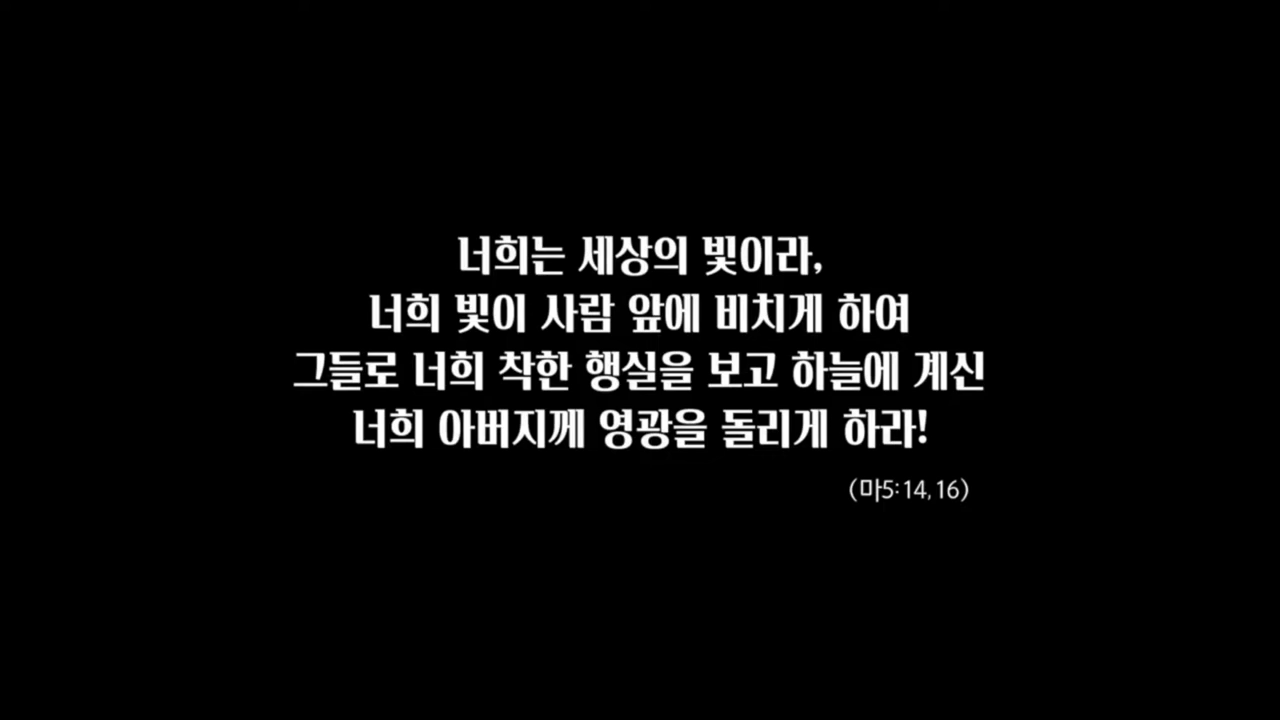 너희는 세상의 빛이라,
너희 빛이 사람 앞에 비치게 하여
그들로 너희 착한 행실을 보고 하늘에 계신
너희 아버지께 영광을 돌리게 하라!
(마5:14, 16)